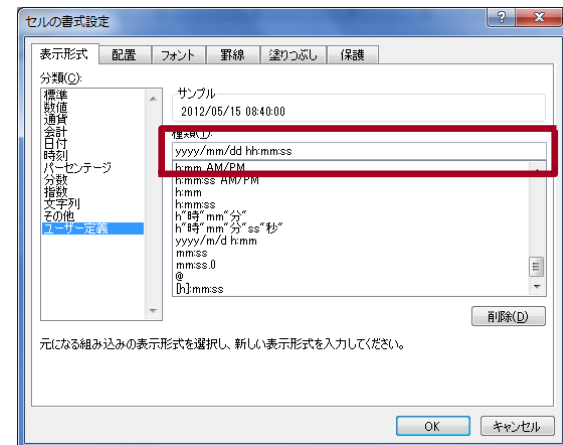 セルの書式設定
表示形式 配置 フォント 罫線 塗りつぶし 保護
分類(C):
標準
数値
通貨
会計
日付
時刻
パーセンテージ
分数
指数
文字列
その他
ユーザー定義
サンプル
2012/05/15 08:40:00
種類(T):
yyyy/mm/dd hh:mm:ss
h:mm AM/PM
h:mm:ss AM/PM
h:mm
h:mm:ss
h"時"mm"分"
h"時"mm"分"ss"秒"
yyyy/m/d h:mm
mm:ss
mm:ss.0
@
[h]:mm:ss
削除(D)
元になる組み込みの表示形式を選択し、新しい表示形式を入力してください。
OK キャンセル